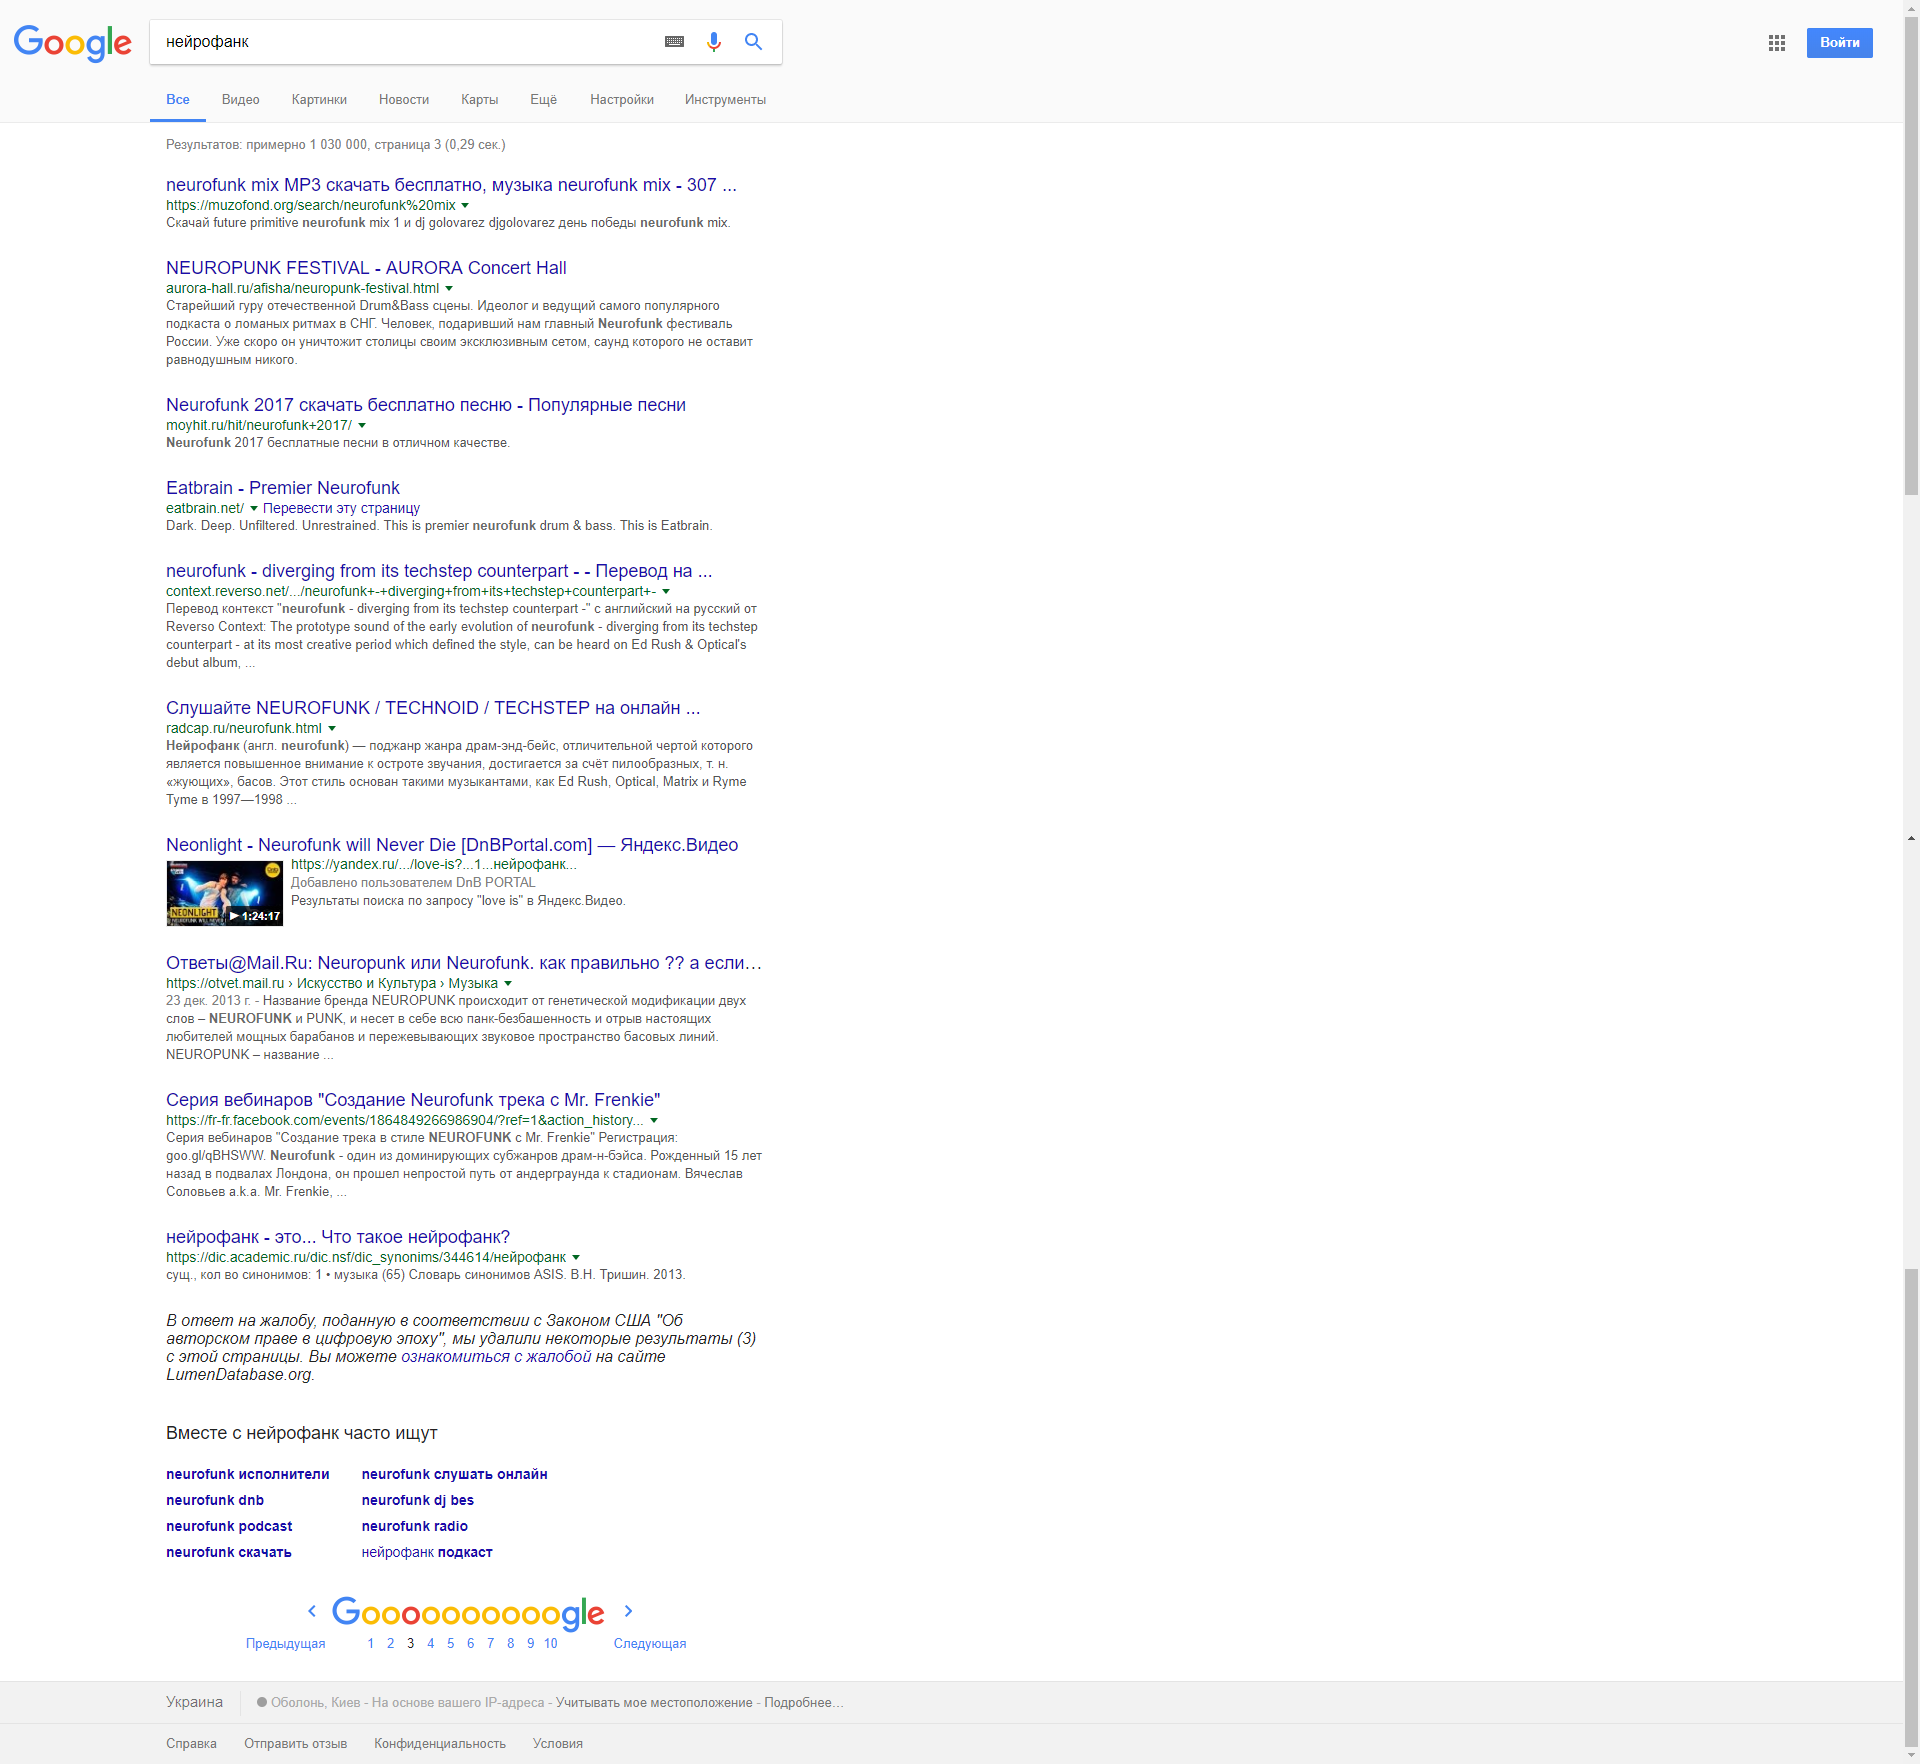 Google
нейрофанк
Войти
Все Видео Картинки Новости Карты Ещё Настройки Инструменты
Результатов: примерно 1 030 000, страница 3 (0,29 сек.)
neurofunk mix MP3 скачать бесплатно, музыка neurofunk mix - 307 ...
https://muzofond.org/search/neurofunk%20mix
Скачай future primitive neurofunk mix 1 и dj golovarez djgolovarez день победы neurofunk mix.
NEUROPUNK FESTIVAL - AURORA Concert Hall
aurora-hall.ru/afisha/neuropunk-festival.html
Старейший гуру отечественной Drum&Bass сцены. Идеолог и ведущий самого популярного
подкаста о ломаных ритмах в СНГ. Человек, подаривший нам главный Neurofunk фестиваль
России. Уже скоро он уничтожит столицы своим эксклюзивным сетом, саунд которого не оставит
равнодушным никого.
Neurofunk 2017 скачать бесплатно песню - Популярные песни
moyhit.ru/hit/neurofunk+2017/
Neurofunk 2017 бесплатные песни в отличном качестве.
Eatbrain - Premier Neurofunk
eatbrain.net/ Перевести эту страницу
Dark. Deep. Unfiltered. Unrestrained. This is premier neurofunk drum & bass. This is Eatbrain.
neurofunk - diverging from its techstep counterpart - - Перевод на ...
context.reverso.net/.../neurofunk+-+diverging+from+its+techstep+counterpart+-
Перевод контекст "neurofunk - diverging from its techstep counterpart -" c английский на русский от
Reverso Context: The prototype sound of the early evolution of neurofunk - diverging from its techstep
counterpart - at its most creative period which defined the style, can be heard on Ed Rush & Optical's
debut album, ...
Слушайте NEUROFUNK / TECHNOID / TECHSTEP на онлайн ...
radcap.ru/neurofunk.html
Нейрофанк (англ. neurofunk) — поджанр жанра драм-энд-бейс, отличительной чертой которого
является повышенное внимание к остроте звучания, достигается за счёт пилообразных, т. н.
«жующих», басов. Этот стиль основан такими музыкантами, как Ed Rush, Optical, Matrix и Ryme
Tyme в 1997—1998 ...
Neonlight - Neurofunk will Never Die [DnBPortal.com] — Яндекс.Видео
https://yandex.ru/.../love-is?...1...нейрофанк...
Добавлено пользователем DnB PORTAL
Результаты поиска по запросу "love is" в Яндекс.Видео.
NEONLIGHT
1:24:17
Ответы@Mail.Ru: Neuropunk или Neurofunk. как правильно ?? а если...
https://otvet.mail.ru › Искусство и Культура › Музыка
23 дек. 2013 г. - Название бренда NEUROPUNK происходит от генетической модификации двух
слов – NEUROFUNK и PUNK, и несет в себе всю панк-безбашенность и отрыв настоящих
любителей мощных барабанов и пережевывающих звуковое пространство басовых линий.
NEUROPUNK – название ...
Серия вебинаров "Создание Neurofunk трека с Mr. Frenkie"
https://fr-fr.facebook.com/events/1864849266986904/?ref=1&action_history...
Серия вебинаров "Создание трека в стиле NEUROFUNK с Mr. Frenkie" Регистрация:
goo.gl/qBHSWW. Neurofunk - один из доминирующих субжанров драм-н-бэйса. Рожденный 15 лет
назад в подвалах Лондона, он прошел непростой путь от андерграунда к стадионам. Вячеслав
Соловьев a.k.a. Mr. Frenkie, ...
нейрофанк - это... Что такое нейрофанк?
https://dic.academic.ru/dic.nsf/dic_synonims/344614/нейрофанк
сущ., кол во синонимов: 1 • музыка (65) Словарь синонимов ASIS. В.Н. Тришин. 2013.
В ответ на жалобу, поданную в соответствии с Законом США "Об
авторском праве в цифровую эпоху", мы удалили некоторые результаты (3)
с этой страницы. Вы можете ознакомиться с жалобой на сайте
LumenDatabase.org.
Вместе с нейрофанк часто ищут
neurofunk исполнители neurofunk слушать онлайн
neurofunk dnb neurofunk dj bes
neurofunk podcast neurofunk radio
neurofunk скачать нейрофанк подкаст
Goooooooooogle
Предыдущая 1 2 3 4 5 6 7 8 9 10 Следующая
Украина Оболонь, Киев - На основе вашего IP-адреса - Учитывать мое местоположение - Подробнее...
Справка Отправить отзыв Конфиденциальность Условия